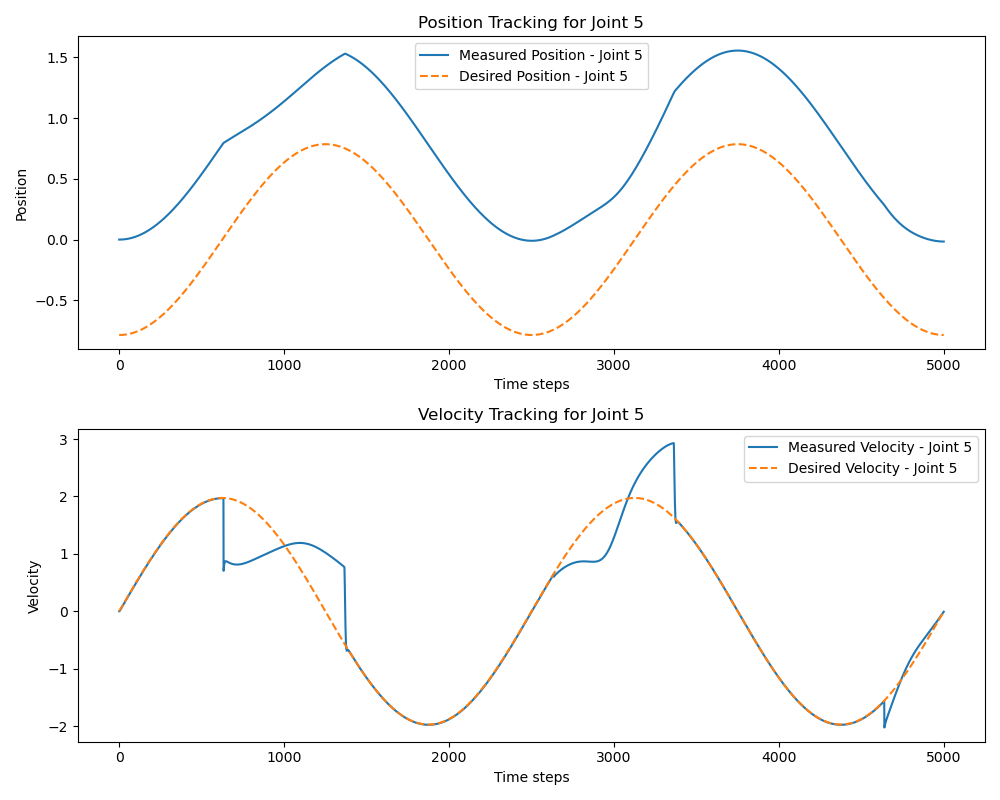 Position Tracking for Joint 5
Measured Position - Joint 5
Desired Position - Joint 5
1.5
1.0
0.5
0.0
−0.5
Position
0 1000 2000 3000 4000 5000
Time steps
Velocity Tracking for Joint 5
Measured Velocity - Joint 5
Desired Velocity - Joint 5
3
2
1
0
−1
−2
Velocity
0 1000 2000 3000 4000 5000
Time steps